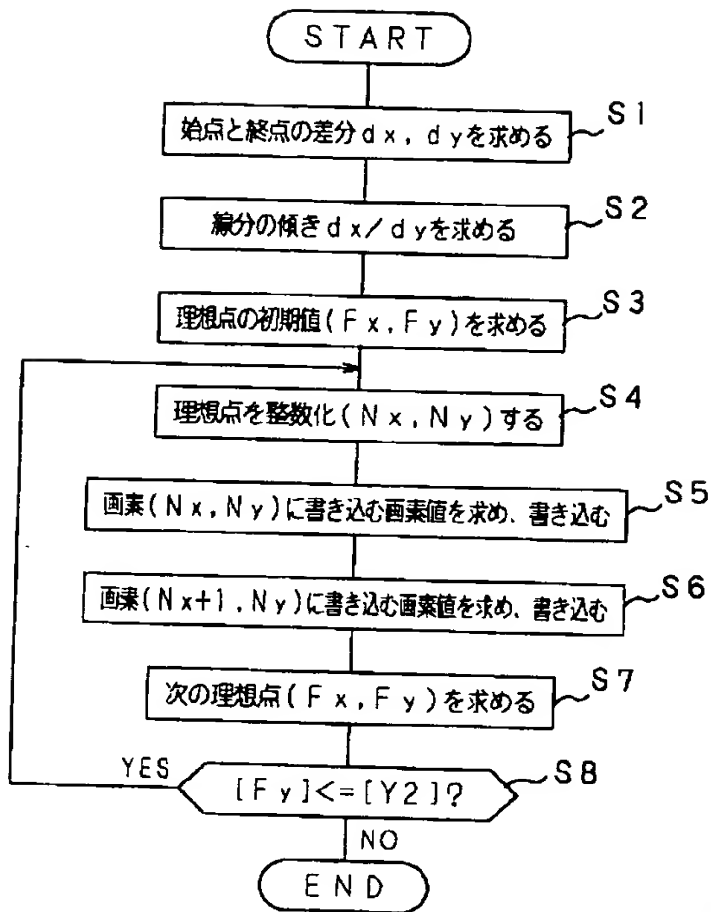 START
S1
始点と終点の差分dx,dyを求める
S2
線分の傾きdx/dyを求める
S3
理想点の初期値(Fx,Fy)を求める
S4
理想点を整数化(Nx,Ny)する
S5
画素(Nx,Ny)に書き込む画素値を求め、書き込む
S6
画素(Nx+1,Ny)に書き込む画素値を求め、書き込む
S7
次の理想点(Fx,Fy)を求める
YES
S8
[Fy]<=[Y2]?
NO
END